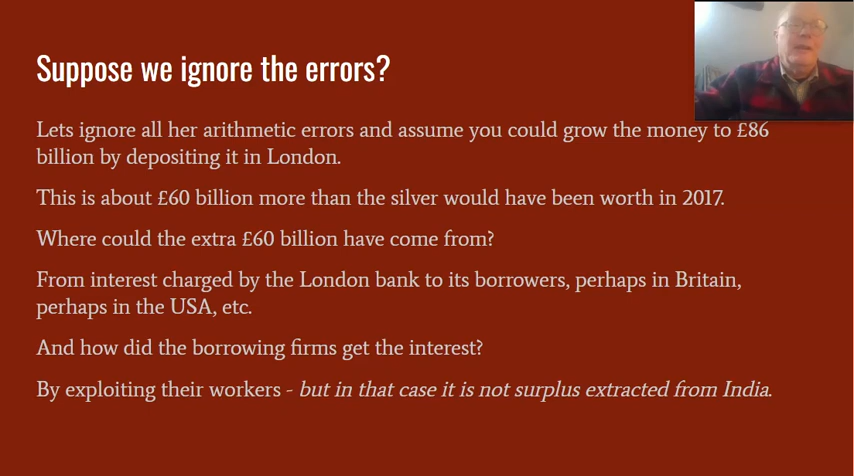 Suppose we ignore the errors?
Lets ignore all her arithmetic errors and assume you could grow the money to £86
billion by depositing it in London.
This is about £60 billion more than the silver would have been worth in 2017.
Where could the extra £60 billion have come from?
From interest charged by the London bank to its borrowers, perhaps in Britain,
perhaps in the USA, etc.
And how did the borrowing firms get the interest?
By exploiting their workers - but in that case it is not surplus extracted from India.